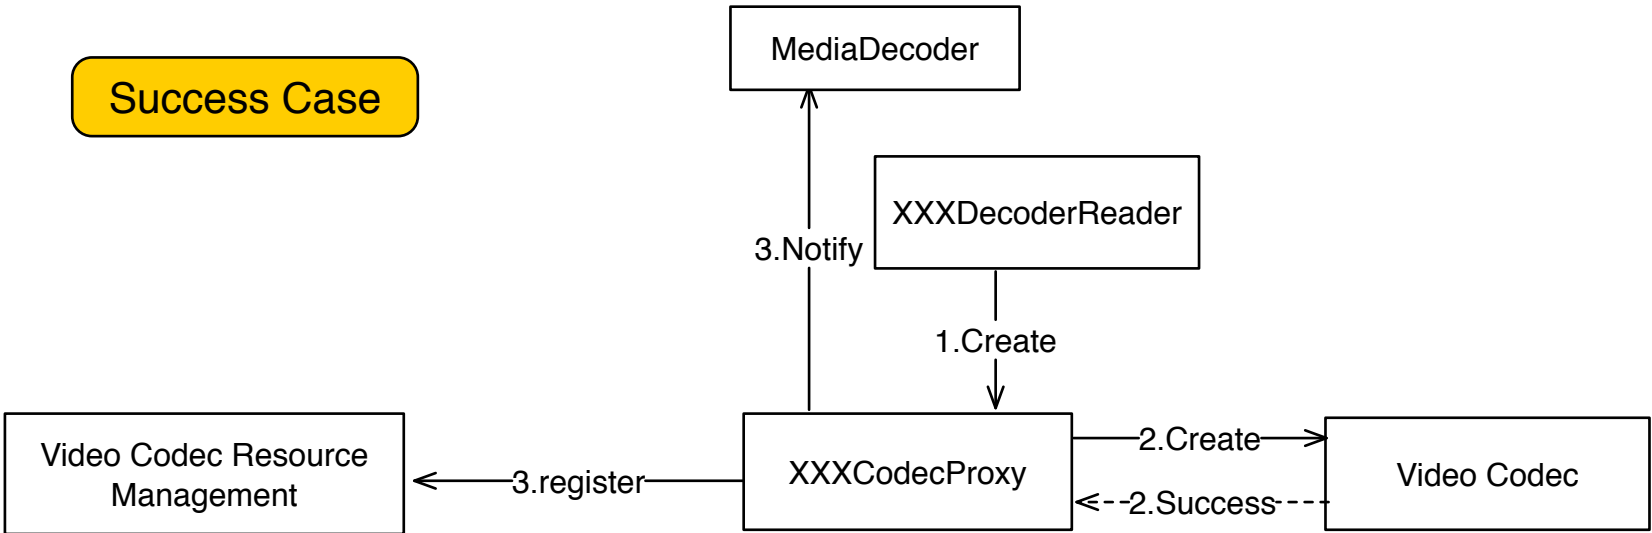 MediaDecoder
Success Case
XXXDecoderReader
3.Notify
1.Create
Video Codec Resource
Management
3.register
XXXCodecProxy
2.Create
2.Success
Video Codec